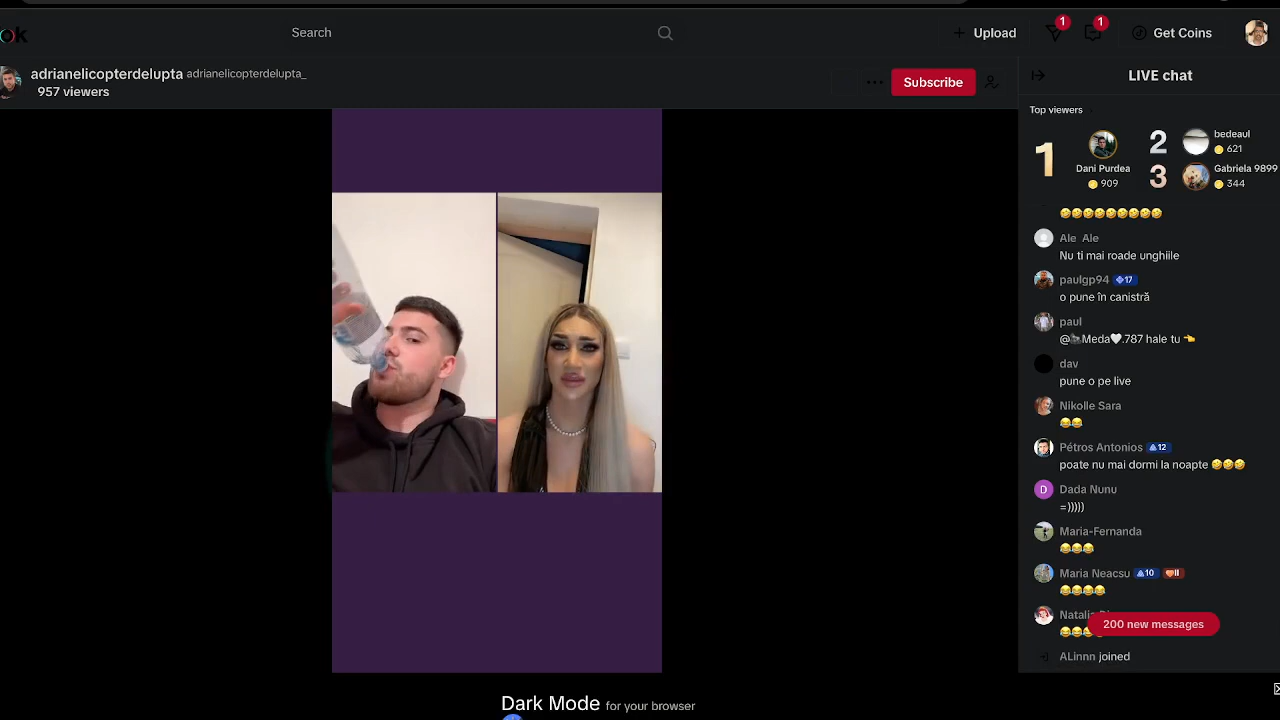 ok
Search
Upload
1
1
Get Coins
adrianelicopterdelupta adrianelicopterdelupta_
957 viewers
Subscribe
LIVE chat
Top viewers
1
Dani Purdea
909
2
bedeaul
621
3
Gabriela 9899
344
🤣🤣🤣🤣🤣🤣🤣🤣🤣
Ale Ale
Nu ti mai roade unghiile
paulgp94 17
o pune în canistră
paul
@🦇Meda🤍.787 hale tu 👈
dav
pune o pe live
Nikolle Sara
😂😂
Pétros Antonios 12
poate nu mai dormi la noapte 🤣🤣🤣
D
Dada Nunu
=)))))
Maria-Fernanda
😂😂😂
Maria Neacsu 10 II
😂😂😂😂
200 new messages
ALinnn joined
Dark Mode for your browser